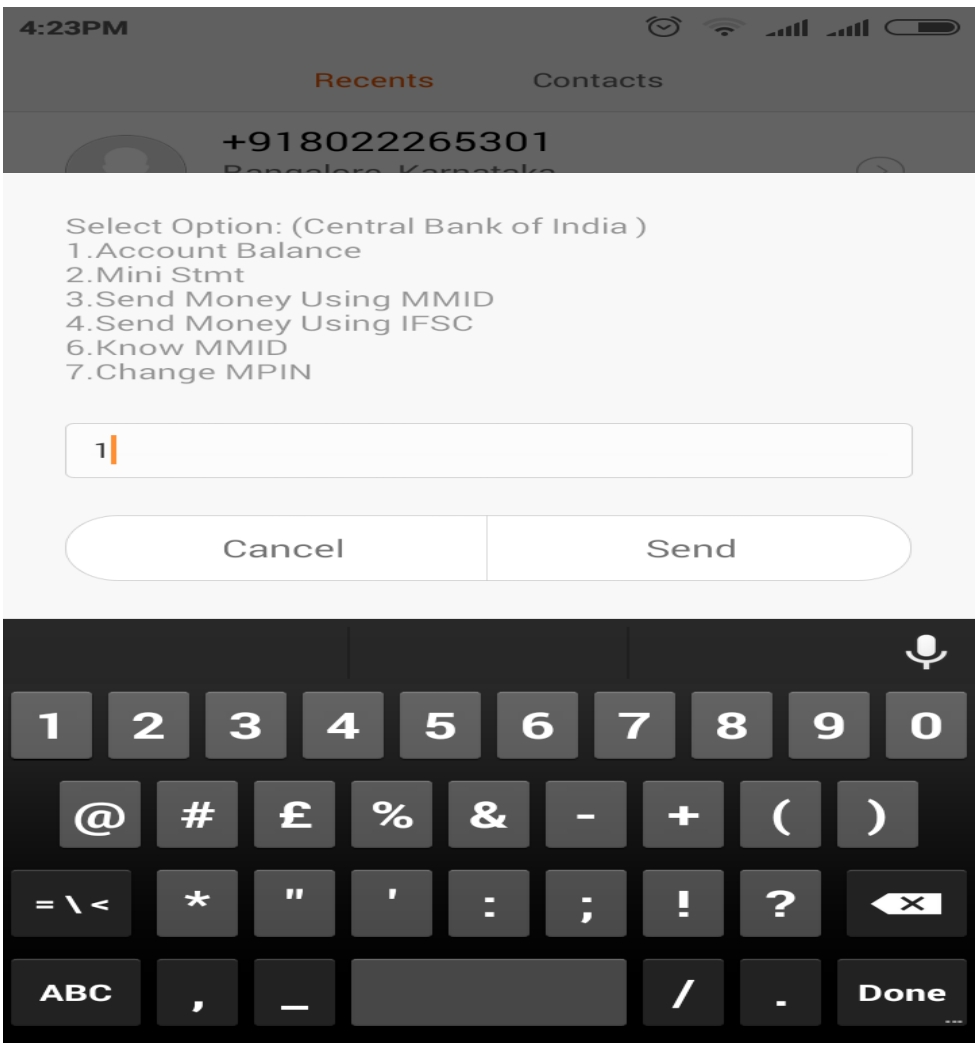 4:23PM
Recents Contacts
+918022265301
Bangalore, Karnataka
Select Option: (Central Bank of India )
1.Account Balance
2.Mini Stmt
3.Send Money Using MMID
4.Send Money Using IFSC
6.Know MMID
7.Change MPIN
1
Cancel Send
1 2 3 4 5 6 7 8 9 0
@ # £ % & - + ( )
= \ < * " ' : ; ! ?
ABC , _ / . Done